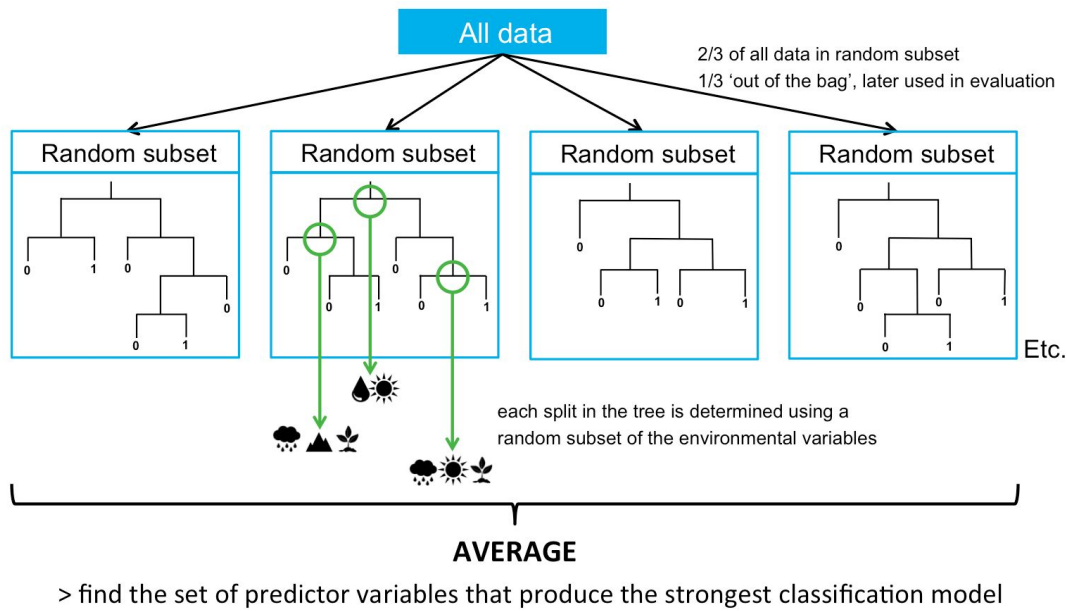 All data
2/3 of all data in random subset
1/3 ‘out of the bag’, later used in evaluation
Random subset
Random subset
Random subset
Random subset
0
1
0
0
0
1
0
0
1
0
0
1
0
0
1
0
1
0
0
0
1
0
1
Etc.
each split in the tree is determined using a
random subset of the environmental variables
AVERAGE
> find the set of predictor variables that produce the strongest classification model